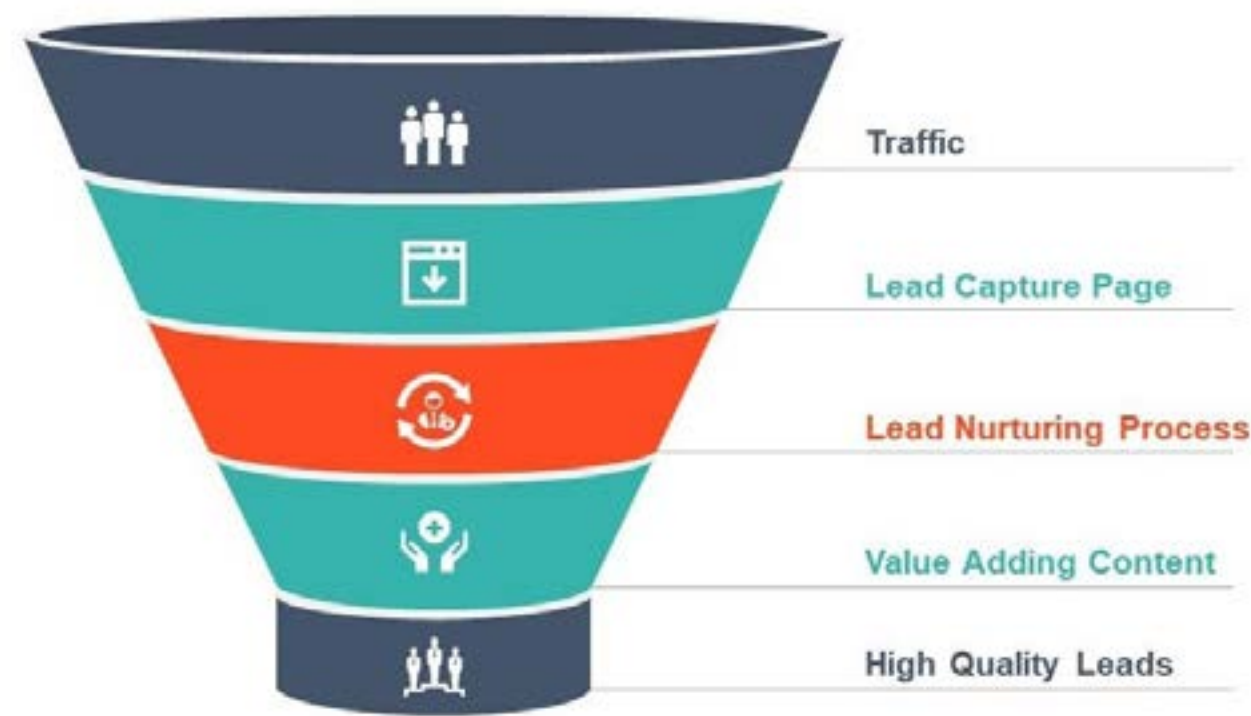 Traffic
Lead Capture Page
Lead Nurturing Process
Value Adding Content
High Quality Leads